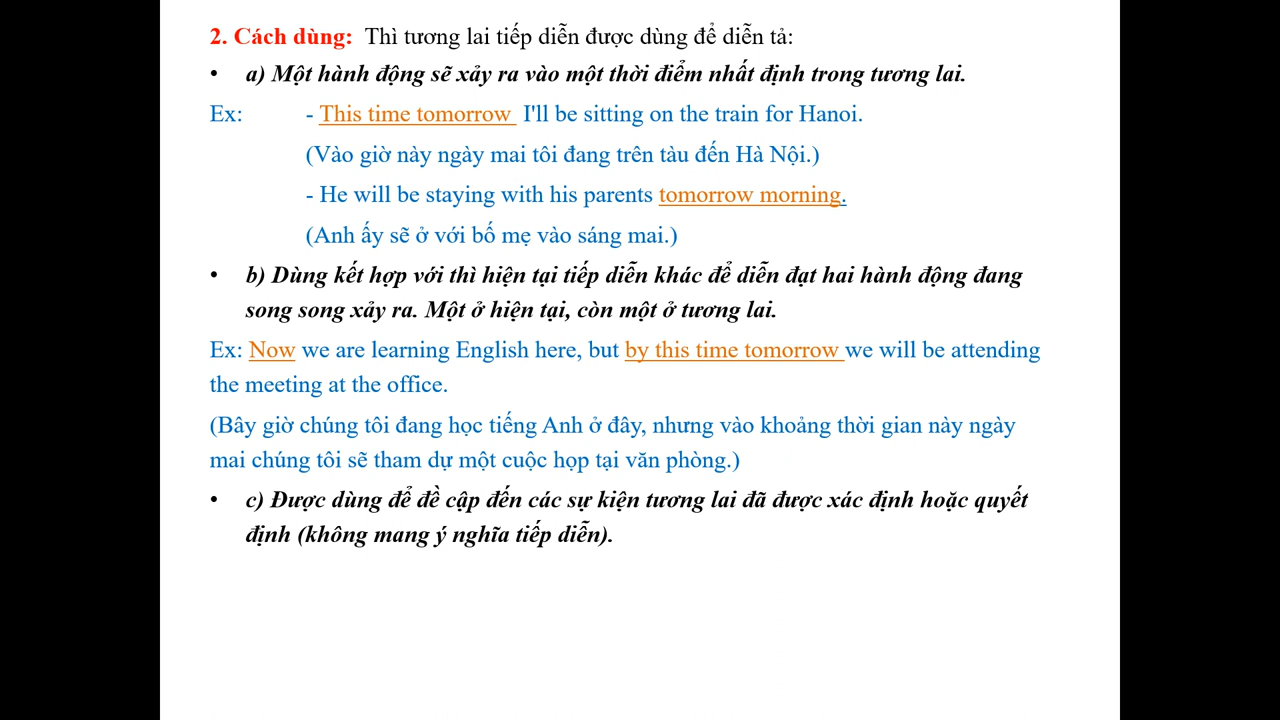 2. Cách dùng: Thì tương lai tiếp diễn được dùng để diễn tả:
• a) Một hành động sẽ xảy ra vào một thời điểm nhất định trong tương lai.
Ex: - This time tomorrow I'll be sitting on the train for Hanoi.
(Vào giờ này ngày mai tôi đang trên tàu đến Hà Nội.)
- He will be staying with his parents tomorrow morning.
(Anh ấy sẽ ở với bố mẹ vào sáng mai.)
• b) Dùng kết hợp với thì hiện tại tiếp diễn khác để diễn đạt hai hành động đang
song song xảy ra. Một ở hiện tại, còn một ở tương lai.
Ex: Now we are learning English here, but by this time tomorrow we will be attending
the meeting at the office.
(Bây giờ chúng tôi đang học tiếng Anh ở đây, nhưng vào khoảng thời gian này ngày
mai chúng tôi sẽ tham dự một cuộc họp tại văn phòng.)
• c) Được dùng để đề cập đến các sự kiện tương lai đã được xác định hoặc quyết
định (không mang ý nghĩa tiếp diễn).